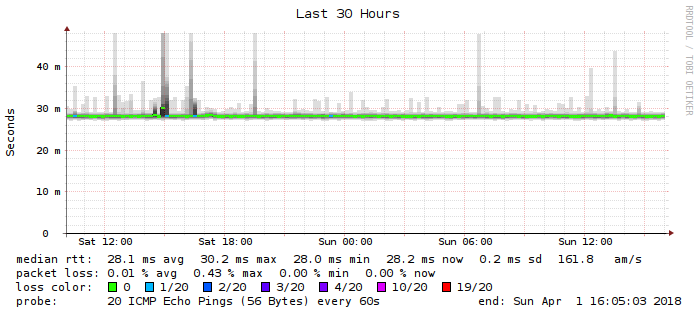 Last 30 Hours
RRDTOOL / TOBI OETIKER
Seconds
40 m
30 m
20 m
10 m
0
Sat 12:00 Sat 18:00 Sun 00:00 Sun 06:00 Sun 12:00
median rtt: 28.1 ms avg 30.2 ms max 28.0 ms min 28.2 ms now 0.2 ms sd 161.8 am/s
packet loss: 0.01 % avg 0.43 % max 0.00 % min 0.00 % now
loss color: 0 1/20 2/20 3/20 4/20 10/20 19/20
probe: 20 ICMP Echo Pings (56 Bytes) every 60s end: Sun Apr 1 16:05:03 2018